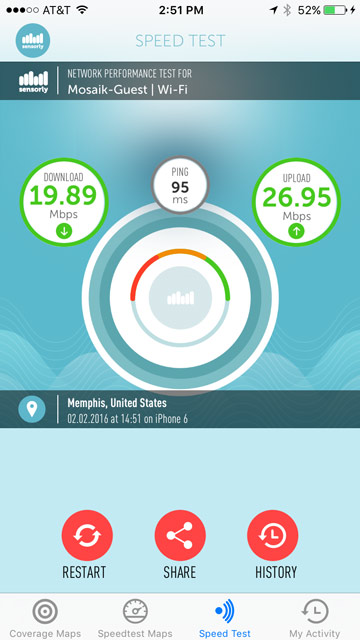 AT&T 2:51 PM 52%
sensorly SPEED TEST
sensorly
NETWORK PERFORMANCE TEST FOR
Mosaik-Guest | Wi-Fi
DOWNLOAD
19.89
Mbps
PING
95
ms
UPLOAD
26.95
Mbps
Memphis, United States
02.02.2016 at 14:51 on iPhone 6
RESTART SHARE HISTORY
Coverage Maps Speedtest Maps Speed Test My Activity